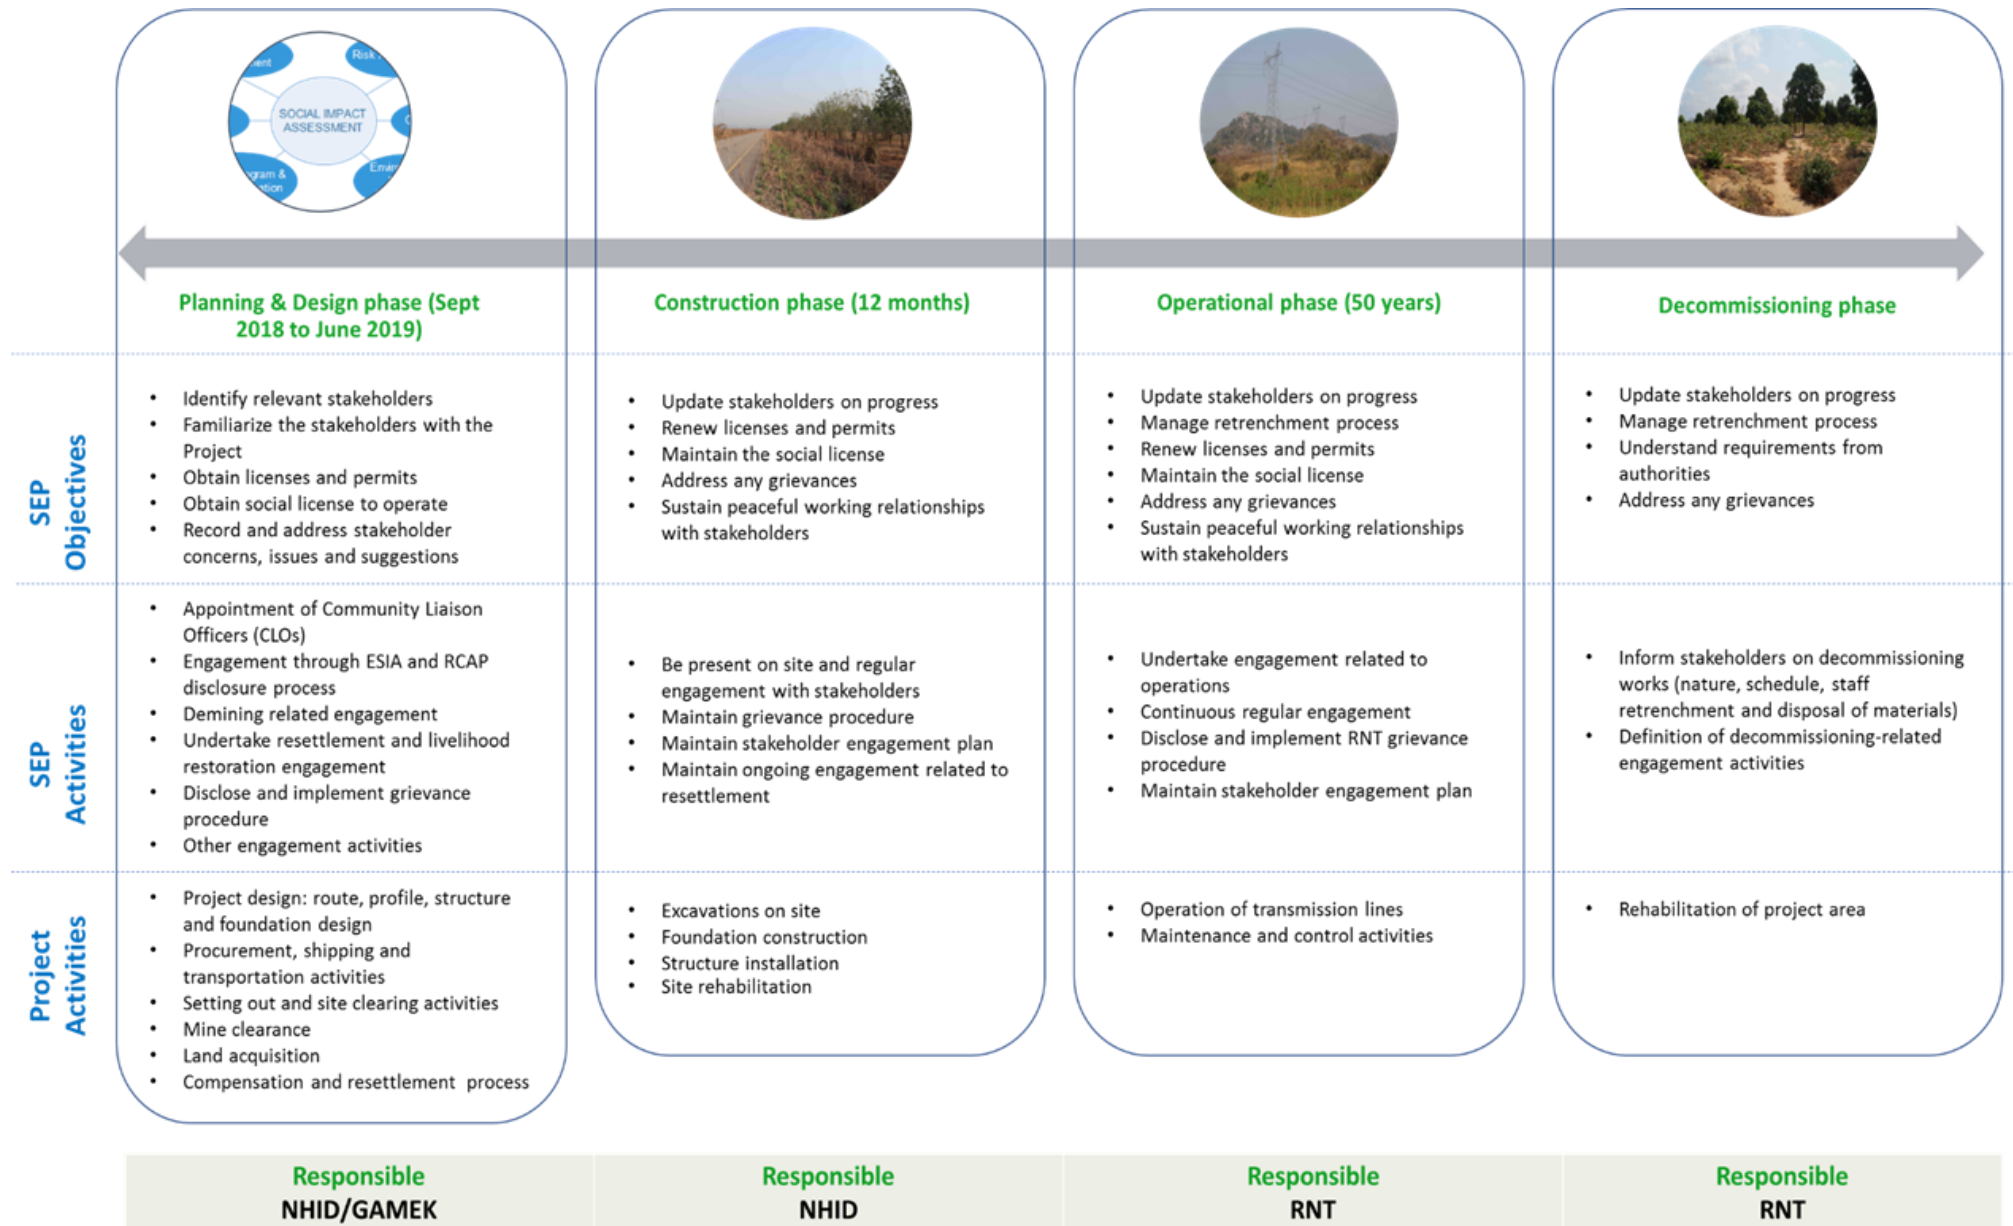 SOCIAL IMPACT
ASSESSMENT
Planning & Design phase (Sept
2018 to June 2019)
Construction phase (12 months)
Operational phase (50 years)
Decommissioning phase
SEP
Objectives
• Identify relevant stakeholders
• Familiarize the stakeholders with the
Project
• Obtain licenses and permits
• Obtain social license to operate
• Record and address stakeholder
concerns, issues and suggestions
• Update stakeholders on progress
• Renew licenses and permits
• Maintain the social license
• Address any grievances
• Sustain peaceful working relationships
with stakeholders
• Update stakeholders on progress
• Manage retrenchment process
• Renew licenses and permits
• Maintain the social license
• Address any grievances
• Sustain peaceful working relationships
with stakeholders
• Update stakeholders on progress
• Manage retrenchment process
• Understand requirements from
authorities
• Address any grievances
SEP
Activities
• Appointment of Community Liaison
Officers (CLOs)
• Engagement through ESIA and RCAP
disclosure process
• Demining related engagement
• Undertake resettlement and livelihood
restoration engagement
• Disclose and implement grievance
procedure
• Other engagement activities
• Be present on site and regular
engagement with stakeholders
• Maintain grievance procedure
• Maintain stakeholder engagement plan
• Maintain ongoing engagement related to
resettlement
• Undertake engagement related to
operations
• Continuous regular engagement
• Disclose and implement RNT grievance
procedure
• Maintain stakeholder engagement plan
• Inform stakeholders on decommissioning
works (nature, schedule, staff
retrenchment and disposal of materials)
• Definition of decommissioning-related
engagement activities
Project
Activities
• Project design: route, profile, structure
and foundation design
• Procurement, shipping and
transportation activities
• Setting out and site clearing activities
• Mine clearance
• Land acquisition
• Compensation and resettlement process
• Excavations on site
• Foundation construction
• Structure installation
• Site rehabilitation
• Operation of transmission lines
• Maintenance and control activities
• Rehabilitation of project area
Responsible
NHID/GAMEK
Responsible
NHID
Responsible
RNT
Responsible
RNT